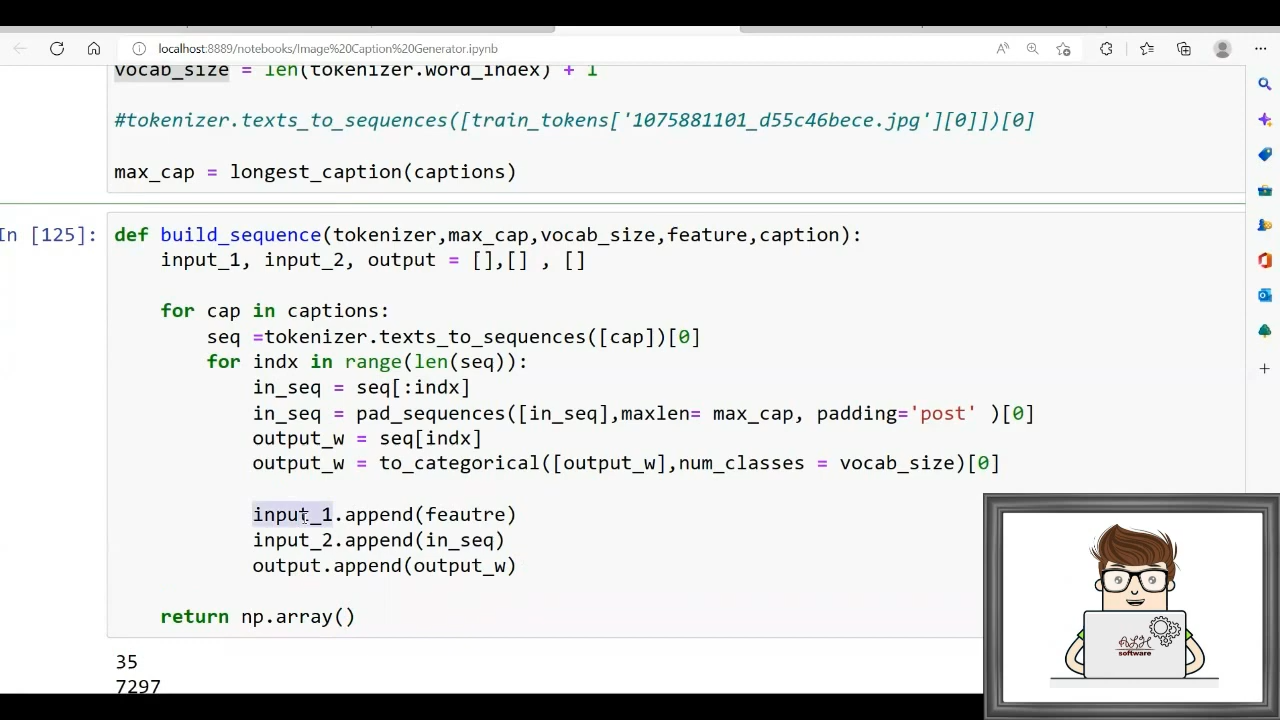 localhost:8889/notebooks/Image%20Caption%20Generator.ipynb
vocab_size = len(tokenizer.word_index) + 1
#tokenizer.texts_to_sequences([train_tokens['1075881101_d55c46bece.jpg'][0]])[0]
max_cap = longest_caption(captions)
In [125]:
def build_sequence(tokenizer,max_cap,vocab_size,feature,caption):
input_1, input_2, output = [],[] , []
for cap in captions:
seq =tokenizer.texts_to_sequences([cap])[0]
for indx in range(len(seq)):
in_seq = seq[:indx]
in_seq = pad_sequences([in_seq],maxlen= max_cap, padding='post' )[0]
output_w = seq[indx]
output_w = to_categorical([output_w],num_classes = vocab_size)[0]
input_1.append(feautre)
input_2.append(in_seq)
output.append(output_w)
return np.array()
35
7297
software